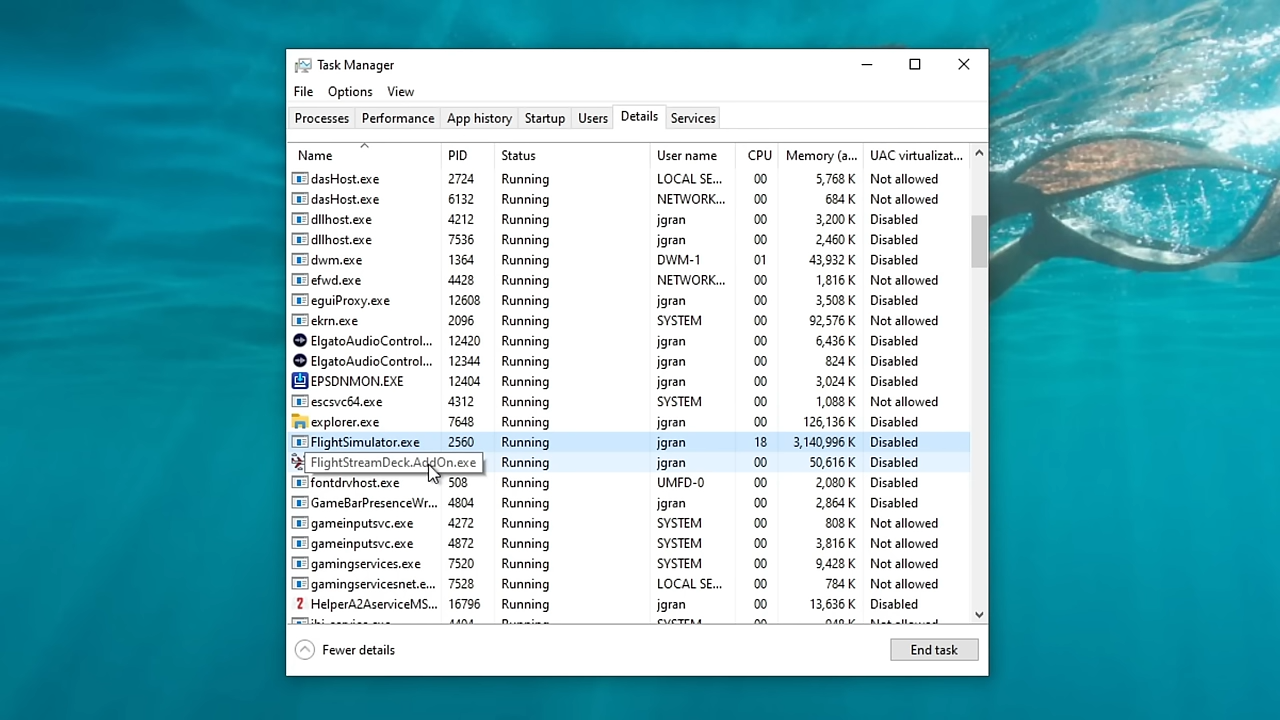 Task Manager
File Options View
Processes Performance App history Startup Users Details Services
Name PID Status User name CPU Memory (a... UAC virtualizat...
dasHost.exe 2724 Running LOCAL SE... 00 5,768 K Not allowed
dasHost.exe 6132 Running NETWORK... 00 684 K Not allowed
dllhost.exe 4212 Running jgran 00 3,200 K Disabled
dllhost.exe 7536 Running jgran 00 2,460 K Disabled
dwm.exe 1364 Running DWM-1 01 43,932 K Disabled
efwd.exe 4428 Running NETWORK... 00 1,816 K Not allowed
eguiProxy.exe 12608 Running jgran 00 3,508 K Disabled
ekrn.exe 2096 Running SYSTEM 00 92,576 K Not allowed
ElgatoAudioControl... 12420 Running jgran 00 6,436 K Disabled
ElgatoAudioControl... 12344 Running jgran 00 824 K Disabled
EPSDNMON.EXE 12404 Running jgran 00 3,024 K Disabled
escsvc64.exe 4312 Running SYSTEM 00 1,088 K Not allowed
explorer.exe 7648 Running jgran 00 126,136 K Disabled
FlightSimulator.exe 2560 Running jgran 18 3,140,996 K Disabled
FlightStreamDeck.AddOn.exe Running jgran 00 50,616 K Disabled
fontdrvhost.exe 508 Running UMFD-0 00 2,080 K Disabled
GameBarPresenceWr... 4804 Running jgran 00 2,864 K Disabled
gameinputsvc.exe 4272 Running SYSTEM 00 808 K Not allowed
gameinputsvc.exe 4872 Running SYSTEM 00 3,816 K Not allowed
gamingservices.exe 7520 Running SYSTEM 00 9,428 K Not allowed
gamingservicesnet.e... 7528 Running LOCAL SE... 00 784 K Not allowed
HelperA2AserviceMS... 16796 Running jgran 00 13,636 K Disabled
Fewer details End task